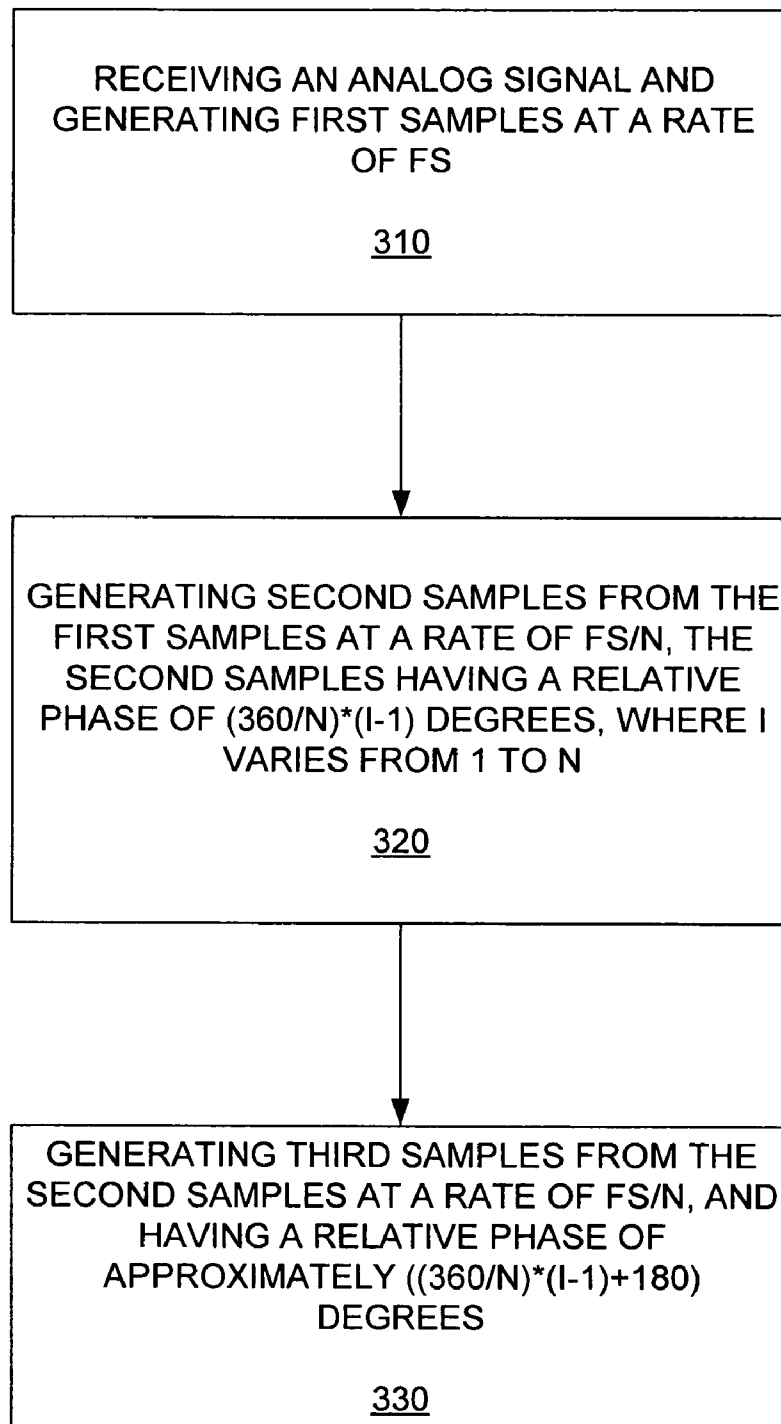 RECEIVING AN ANALOG SIGNAL AND
GENERATING FIRST SAMPLES AT A RATE
OF FS
310
GENERATING SECOND SAMPLES FROM THE
FIRST SAMPLES AT A RATE OF FS/N, THE
SECOND SAMPLES HAVING A RELATIVE
PHASE OF (360/N)*(I-1) DEGREES, WHERE I
VARIES FROM 1 TO N
320
GENERATING THIRD SAMPLES FROM THE
SECOND SAMPLES AT A RATE OF FS/N, AND
HAVING A RELATIVE PHASE OF
APPROXIMATELY ((360/N)*(I-1)+180)
DEGREES
330